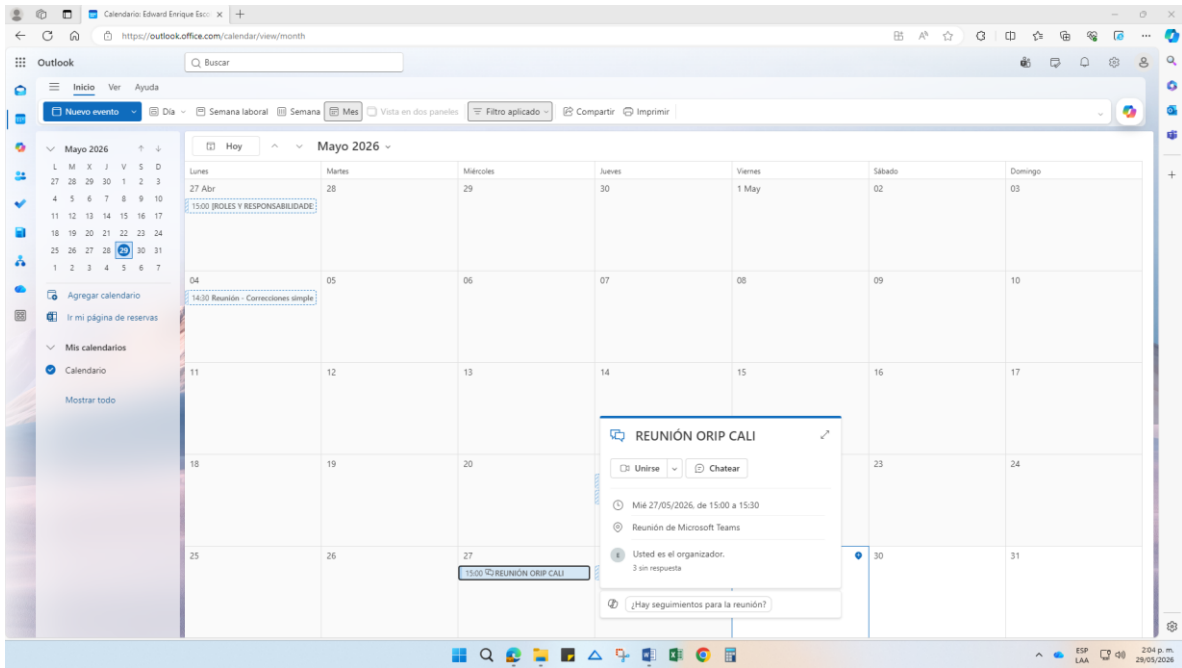 Calendario: Edward Enrique Esco
https://outlook.office.com/calendar/view/month
Outlook
Buscar
Inicio Ver Ayuda
Nuevo evento Día Semana laboral Semana Mes Vista en dos paneles Filtro aplicado Compartir Imprimir
Mayo 2026
L M X J V S D
27 28 29 30 1 2 3
4 5 6 7 8 9 10
11 12 13 14 15 16 17
18 19 20 21 22 23 24
25 26 27 28 29 30 31
1 2 3 4 5 6 7
Agregar calendario
Ir mi página de reservas
Mis calendarios
Calendario
Mostrar todo
Hoy Mayo 2026
Lunes Martes Miércoles Jueves Viernes Sábado Domingo
27 Abr 28 29 30 1 May 02 03
15:00 [ROLES Y RESPONSABILIDADE
04 05 06 07 08 09 10
14:30 Reunión - Correcciones simple
11 12 13 14 15 16 17
18 19 20 23 24
25 26 27 30 31
15:00 REUNIÓN ORIP CALI
REUNIÓN ORIP CALI
Unirse Chatear
Mié 27/05/2026, de 15:00 a 15:30
Reunión de Microsoft Teams
Usted es el organizador.
3 sin respuesta
¿Hay seguimientos para la reunión?
ESP
LAA
2:04 p. m.
29/05/2026